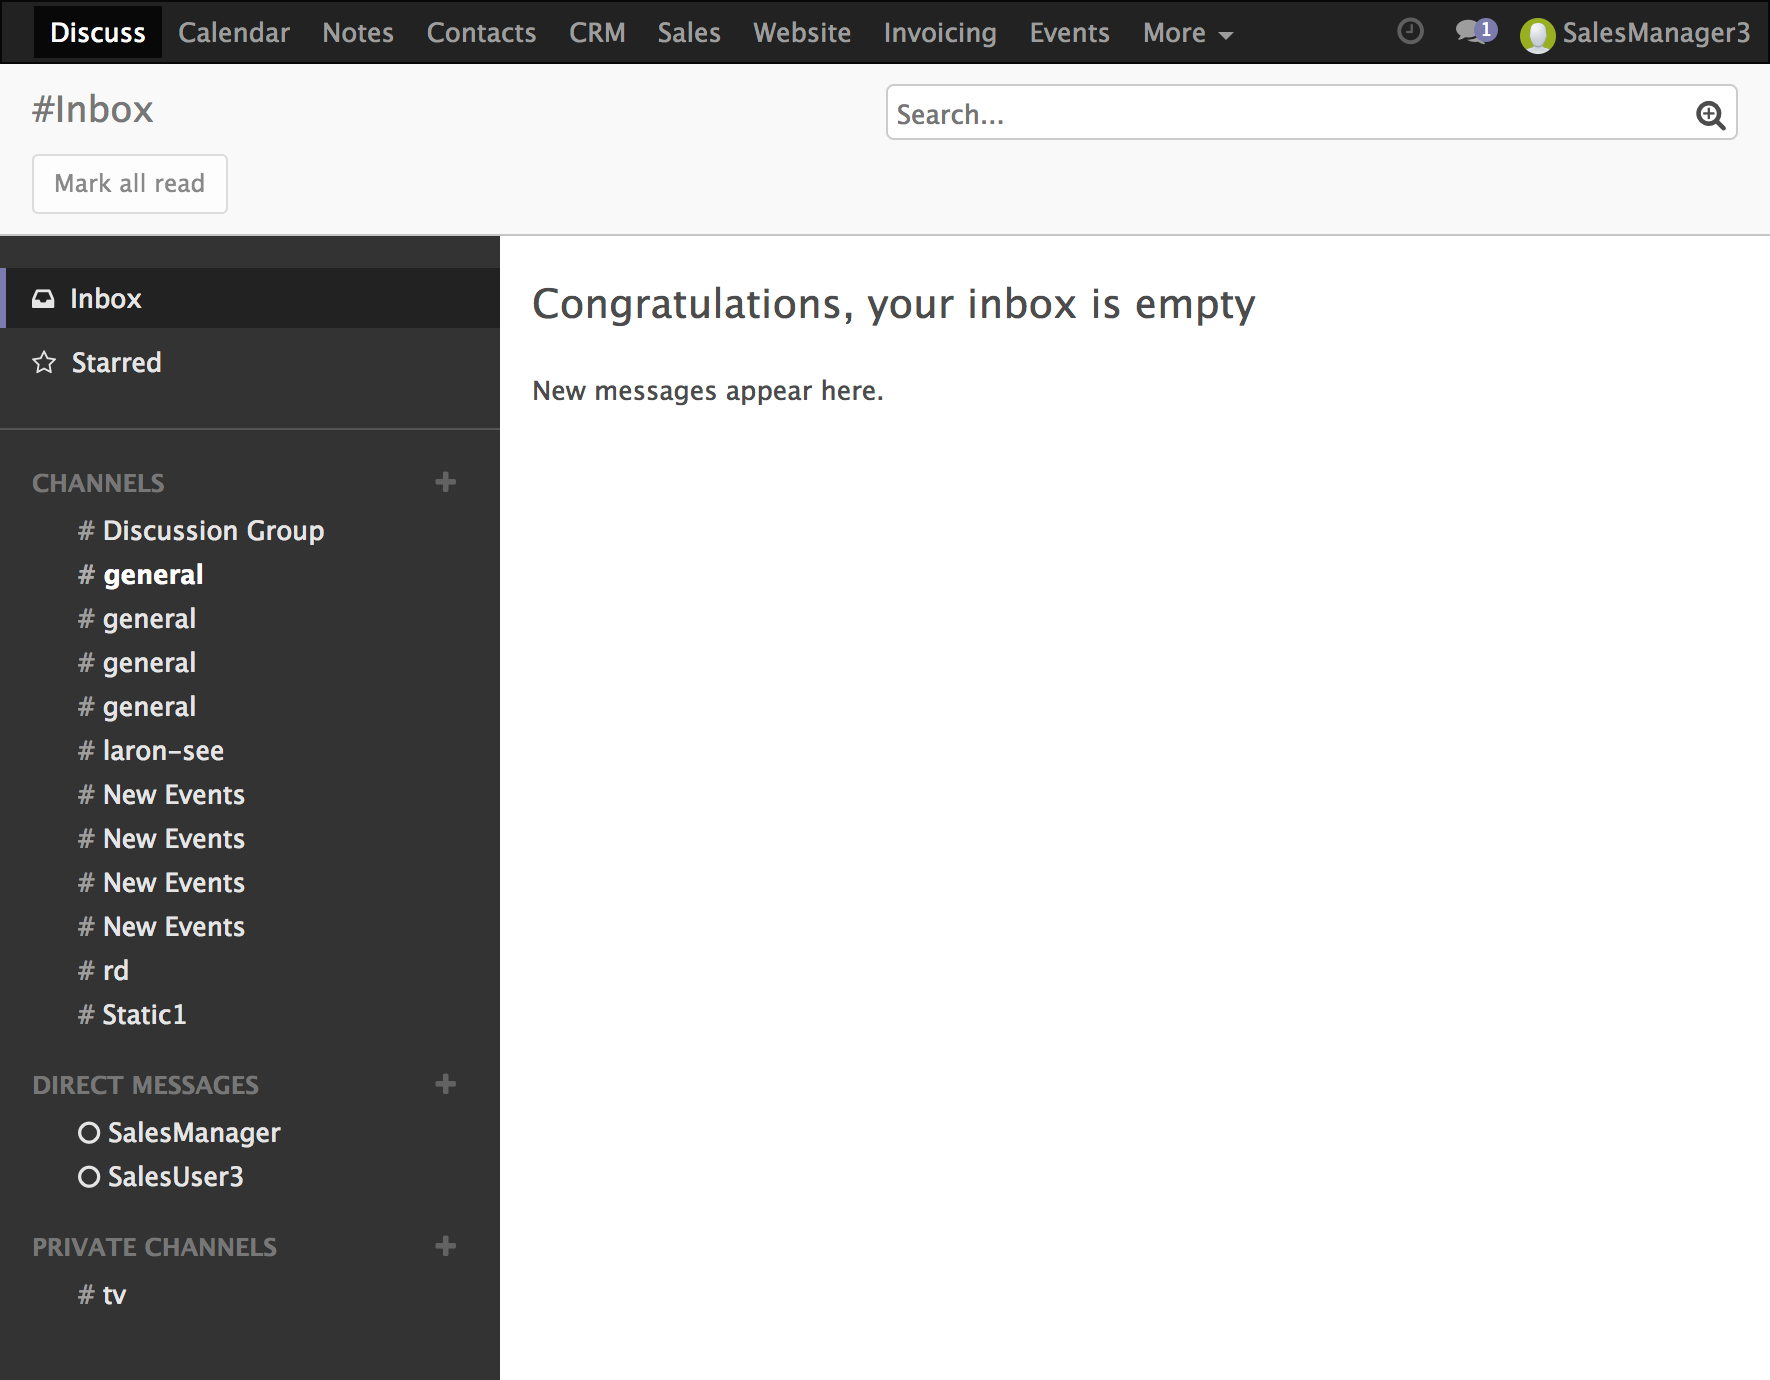 Discuss Calendar Notes Contacts CRM Sales Website Invoicing Events More 1 SalesManager3
#Inbox
Search...
Mark all read
Inbox
Starred
Congratulations, your inbox is empty
New messages appear here.
CHANNELS
# Discussion Group
# general
# general
# general
# general
# laron-see
# New Events
# New Events
# New Events
# New Events
# rd
# Static1
DIRECT MESSAGES
SalesManager
SalesUser3
PRIVATE CHANNELS
# tv